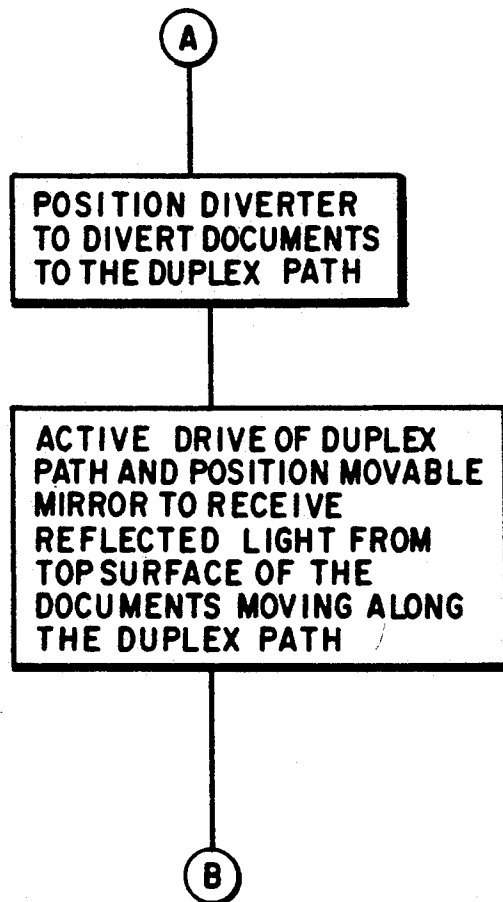 A
POSITION DIVERTER
TO DIVERT DOCUMENTS
TO THE DUPLEX PATH
ACTIVE DRIVE OF DUPLEX
PATH AND POSITION MOVABLE
MIRROR TO RECEIVE
REFLECTED LIGHT FROM
TOP SURFACE OF THE
DOCUMENTS MOVING ALONG
THE DUPLEX PATH
B